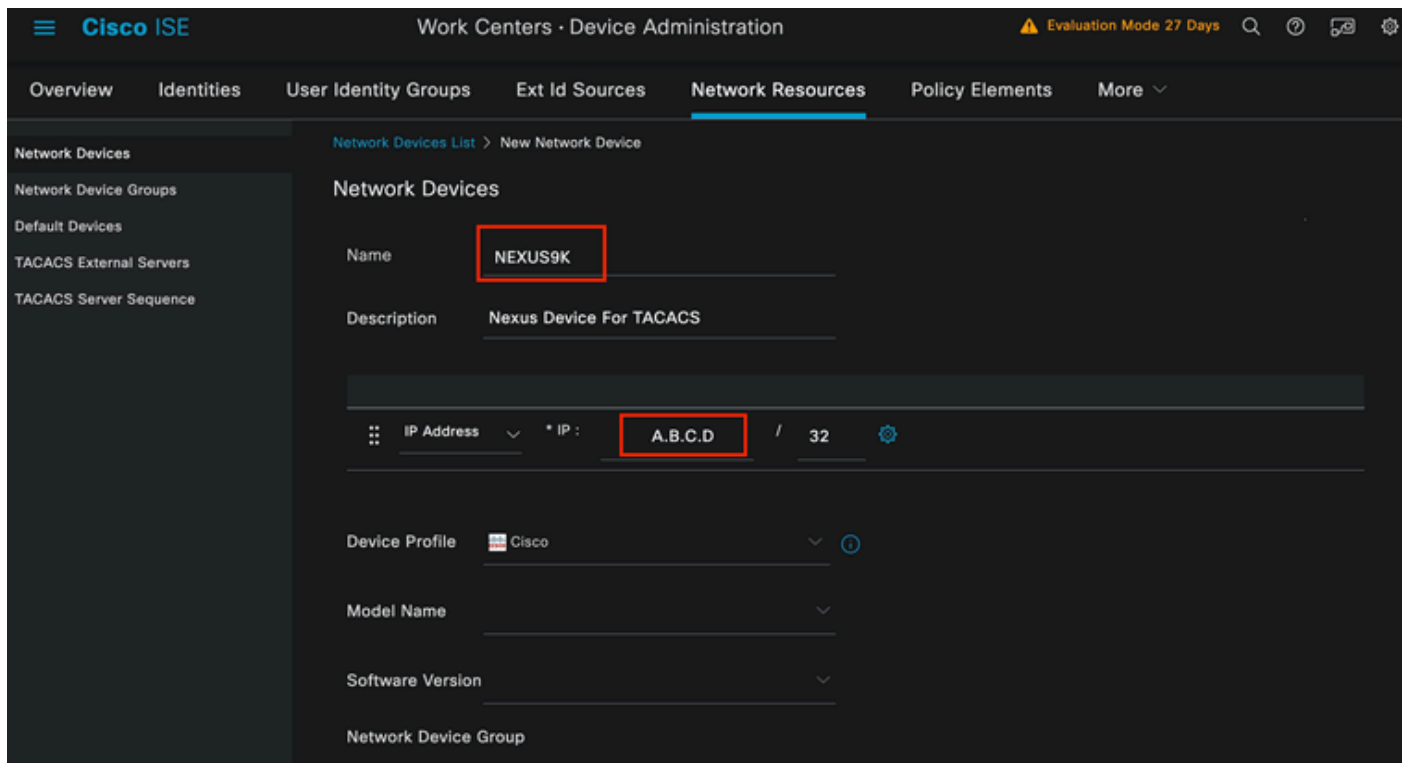 Cisco ISE Work Centers · Device Administration Evaluation Mode 27 Days
Overview Identities User Identity Groups Ext Id Sources Network Resources Policy Elements More
Network Devices
Network Device Groups
Default Devices
TACACS External Servers
TACACS Server Sequence
Network Devices List > New Network Device
Network Devices
Name NEXUS9K
Description Nexus Device For TACACS
IP Address * IP : A.B.C.D / 32
Device Profile Cisco
Model Name
Software Version
Network Device Group